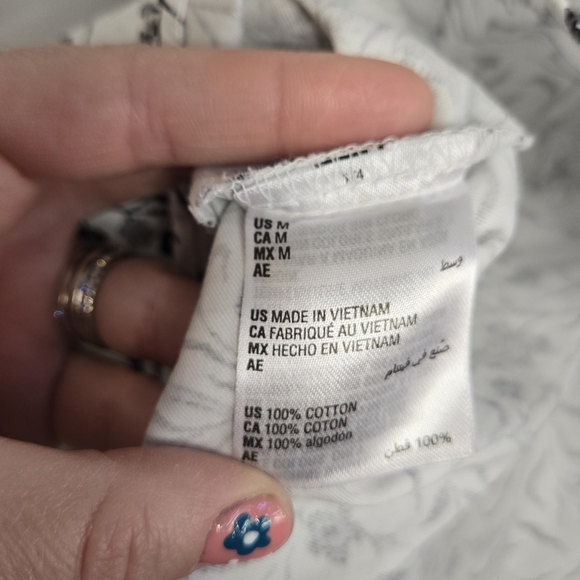 US M
CA M
MX M
AE وسط
US MADE IN VIETNAM
CA FABRIQUÉ AU VIETNAM
MX HECHO EN VIETNAM
AE صنع في فيتنام
US 100% COTTON
CA 100% COTON
MX 100% algodón
AE 100% قطن